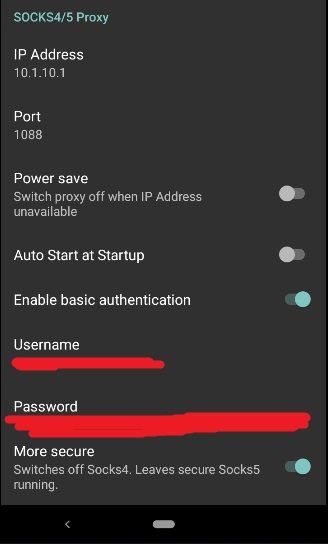 SOCKS4/5 Proxy
IP Address
10.1.10.1
Port
1088
Power save
Switch proxy off when IP Address
unavailable
Auto Start at Startup
Enable basic authentication
Username
Password
More secure
Switches off Socks4. Leaves secure Socks5
running.